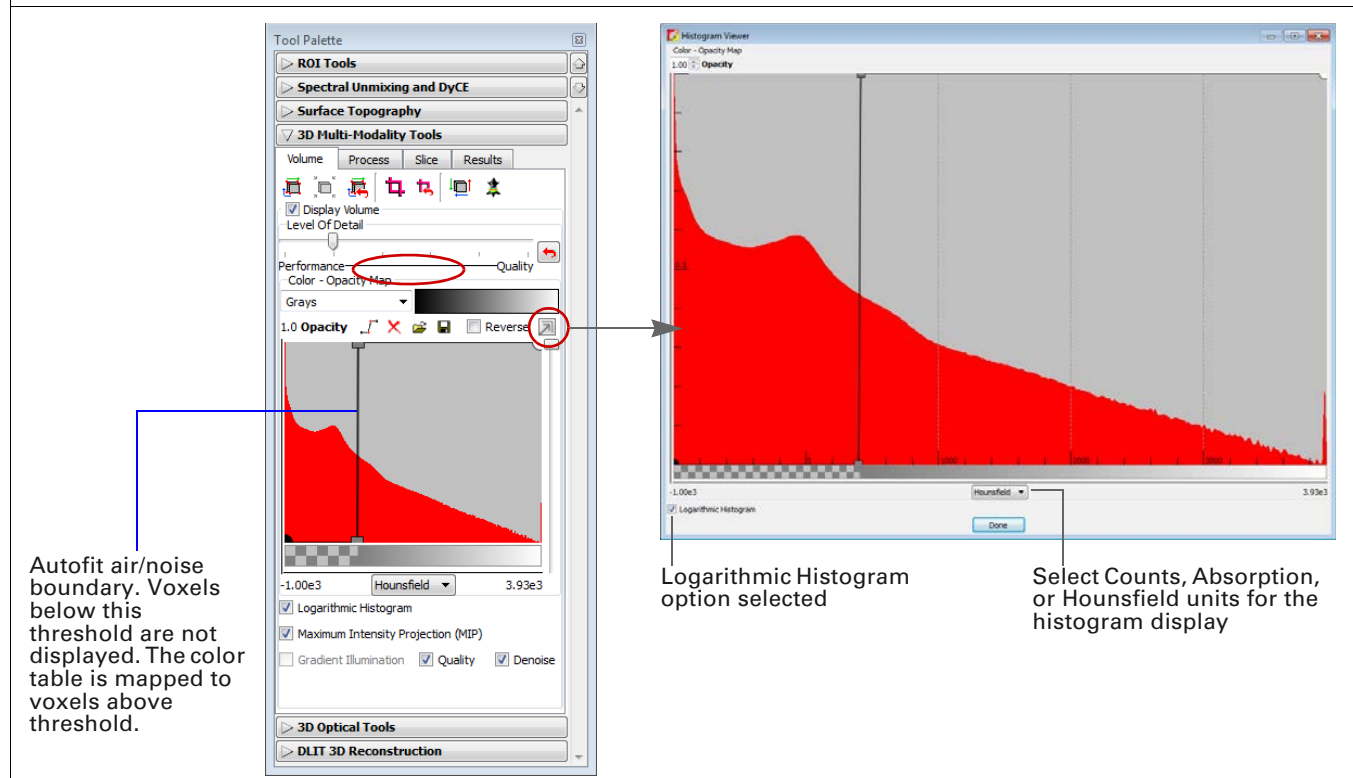 Tool Palette
ROI Tools
Spectral Unmixing and DyCE
Surface Topography
3D Multi-Modality Tools
Volume Process Slice Results
Display Volume
Level Of Detail
Performance Quality
Color - Opacity Map
Grays
1.0 Opacity Reverse
-1.00e3 Hounsfield 3.93e3
Logarithmic Histogram
Maximum Intensity Projection (MIP)
Gradient Illumination Quality Denoise
3D Optical Tools
DLIT 3D Reconstruction
Histogram Viewer
Color - Opacity Map
1.00 Opacity
0.5
0 1000 2000 3000
-1.00e3 Hounsfield 3.93e3
Logarithmic Histogram
Done
Autofit air/noise
boundary. Voxels
below this
threshold are not
displayed. The color
table is mapped to
voxels above
threshold.
Logarithmic Histogram
option selected
Select Counts, Absorption,
or Hounsfield units for the
histogram display